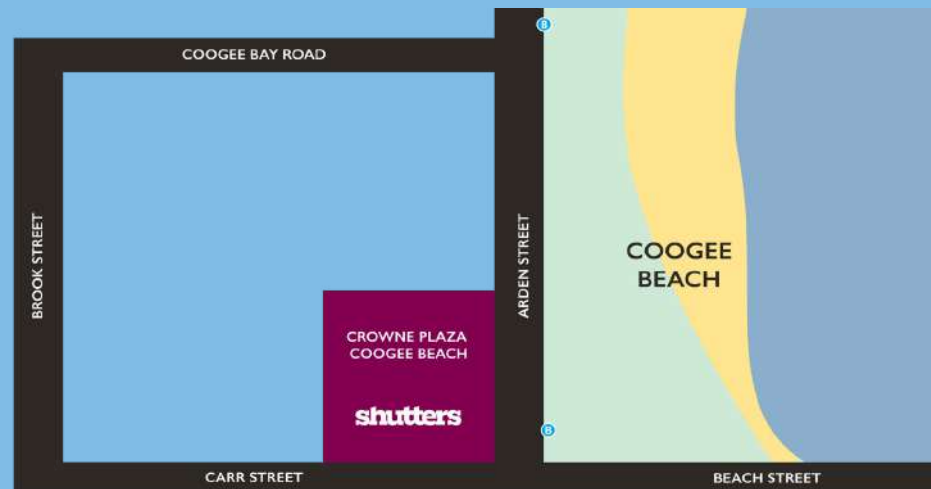 COOGEE BAY ROAD
B
BROOK STREET
ARDEN STREET
COOGEE
BEACH
CROWNE PLAZA
COOGEE BEACH
shutters
B
CARR STREET
BEACH STREET